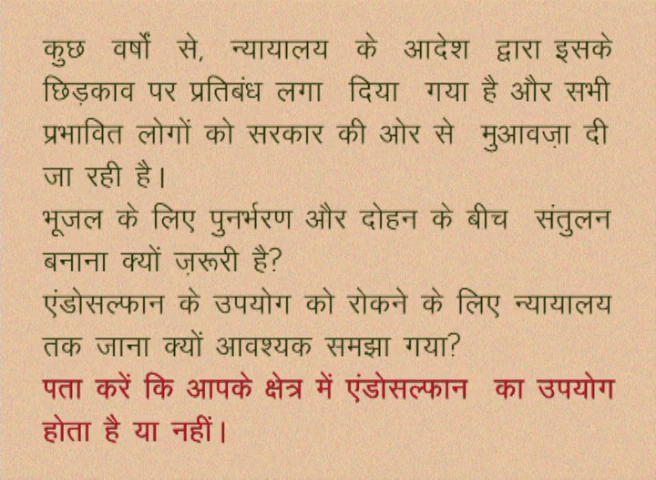 कुछ वर्षों से, न्यायालय के आदेश द्वारा इसके
छिड़काव पर प्रतिबंध लगा दिया गया है और सभी
प्रभावित लोगों को सरकार की ओर से मुआवज़ा दी
जा रही है।
भूजल के लिए पुनर्भरण और दोहन के बीच संतुलन
बनाना क्यों ज़रूरी है?
एंडोसल्फान के उपयोग को रोकने के लिए न्यायालय
तक जाना क्यों आवश्यक समझा गया?
पता करें कि आपके क्षेत्र में एंडोसल्फान का उपयोग
होता है या नहीं।